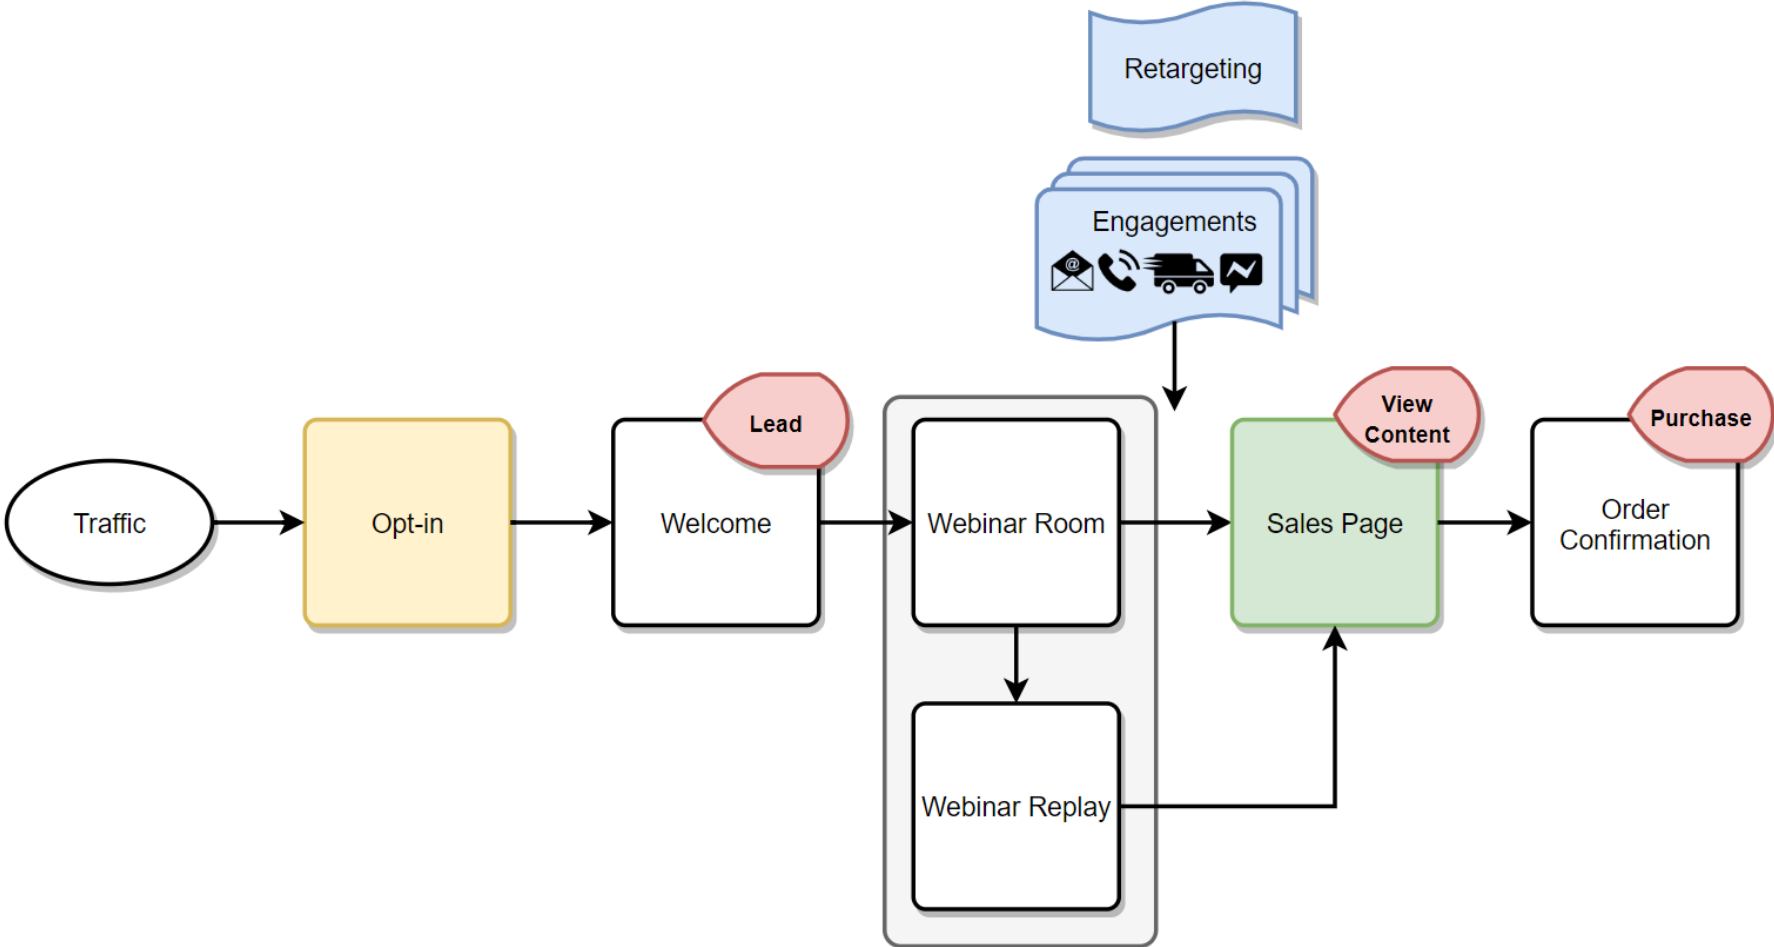 Retargeting
Engagements
@
Lead
View
Content
Purchase
Traffic
Opt-in
Welcome
Webinar Room
Sales Page
Order
Confirmation
Webinar Replay